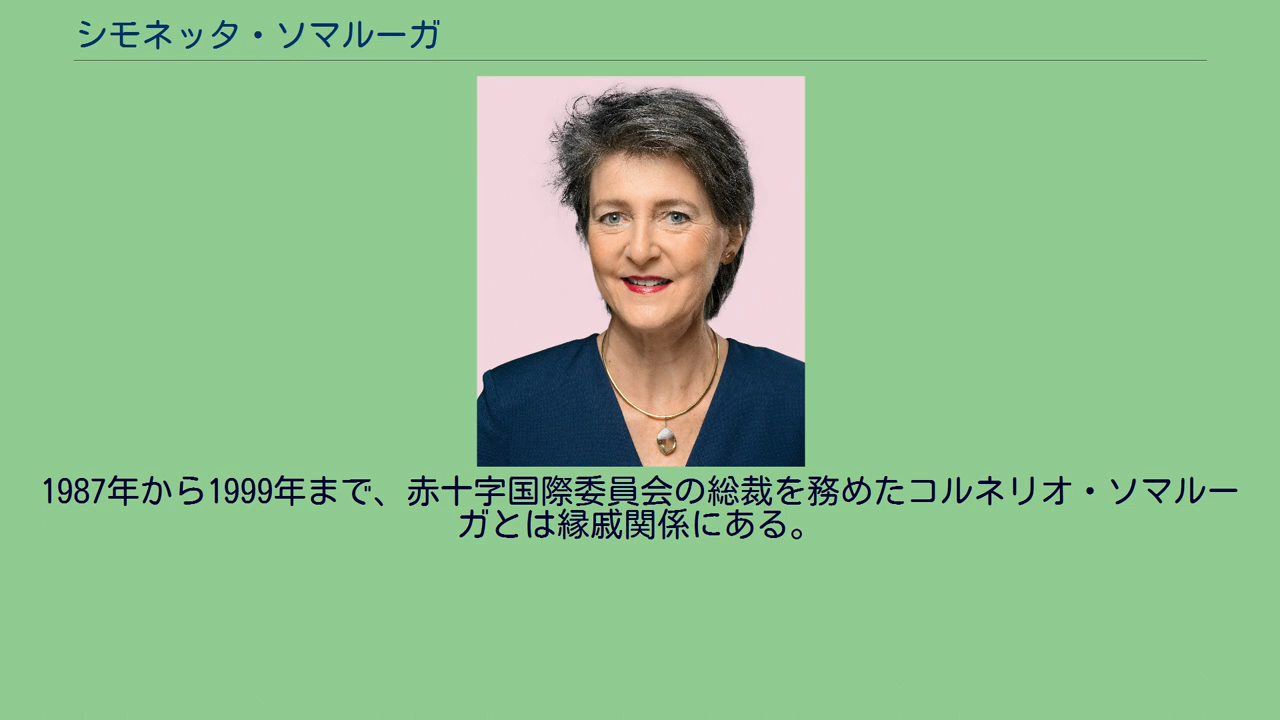 シモネッタ・ソマルーガ
1987年から1999年まで、赤十字国際委員会の総裁を務めたコルネリオ・ソマルー
ガとは縁戚関係にある。